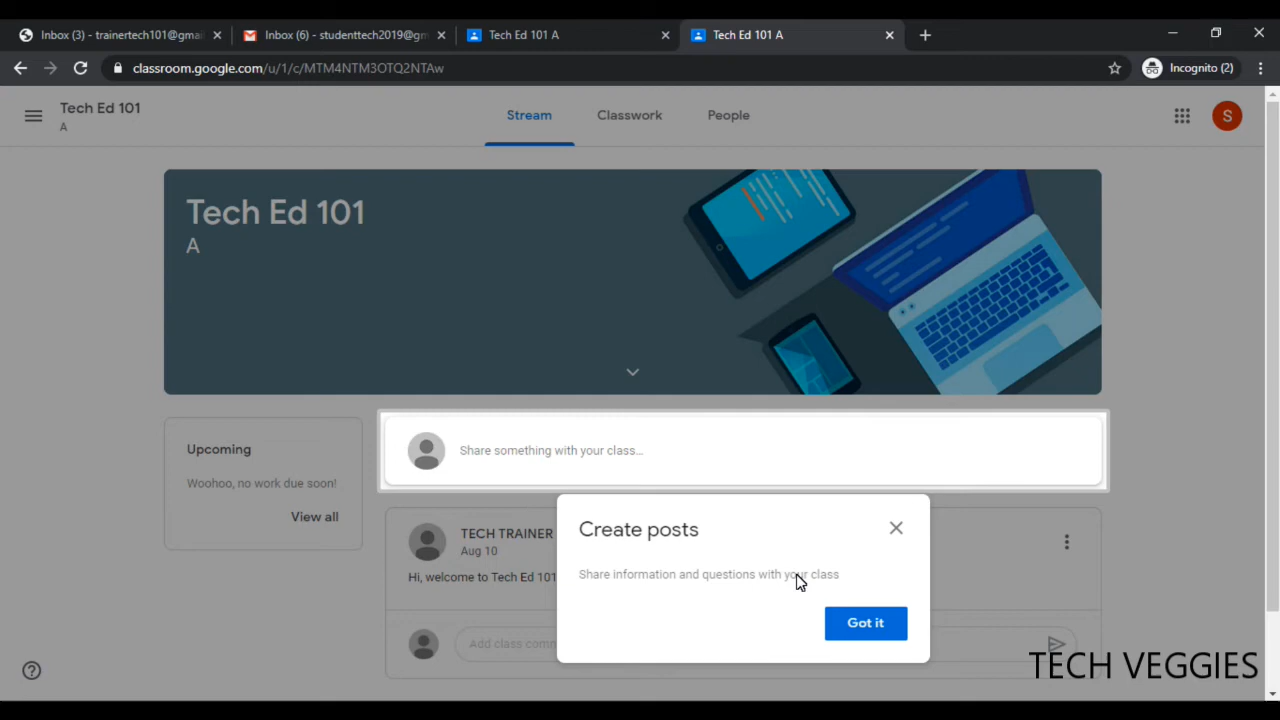 Inbox (3) - trainertech101@gmai
Inbox (6) - studenttech2019@gm
Tech Ed 101 A
Tech Ed 101 A
classroom.google.com/u/1/c/MTM4NTM3OTQ2NTAw
Incognito (2)
Tech Ed 101
A
Stream
Classwork
People
S
Tech Ed 101
A
Upcoming
Woohoo, no work due soon!
View all
Share something with your class...
TECH TRAINER
Aug 10
Hi, welcome to Tech Ed 101
Add class comm
Create posts
Share information and questions with your class
Got it
TECH VEGGIES